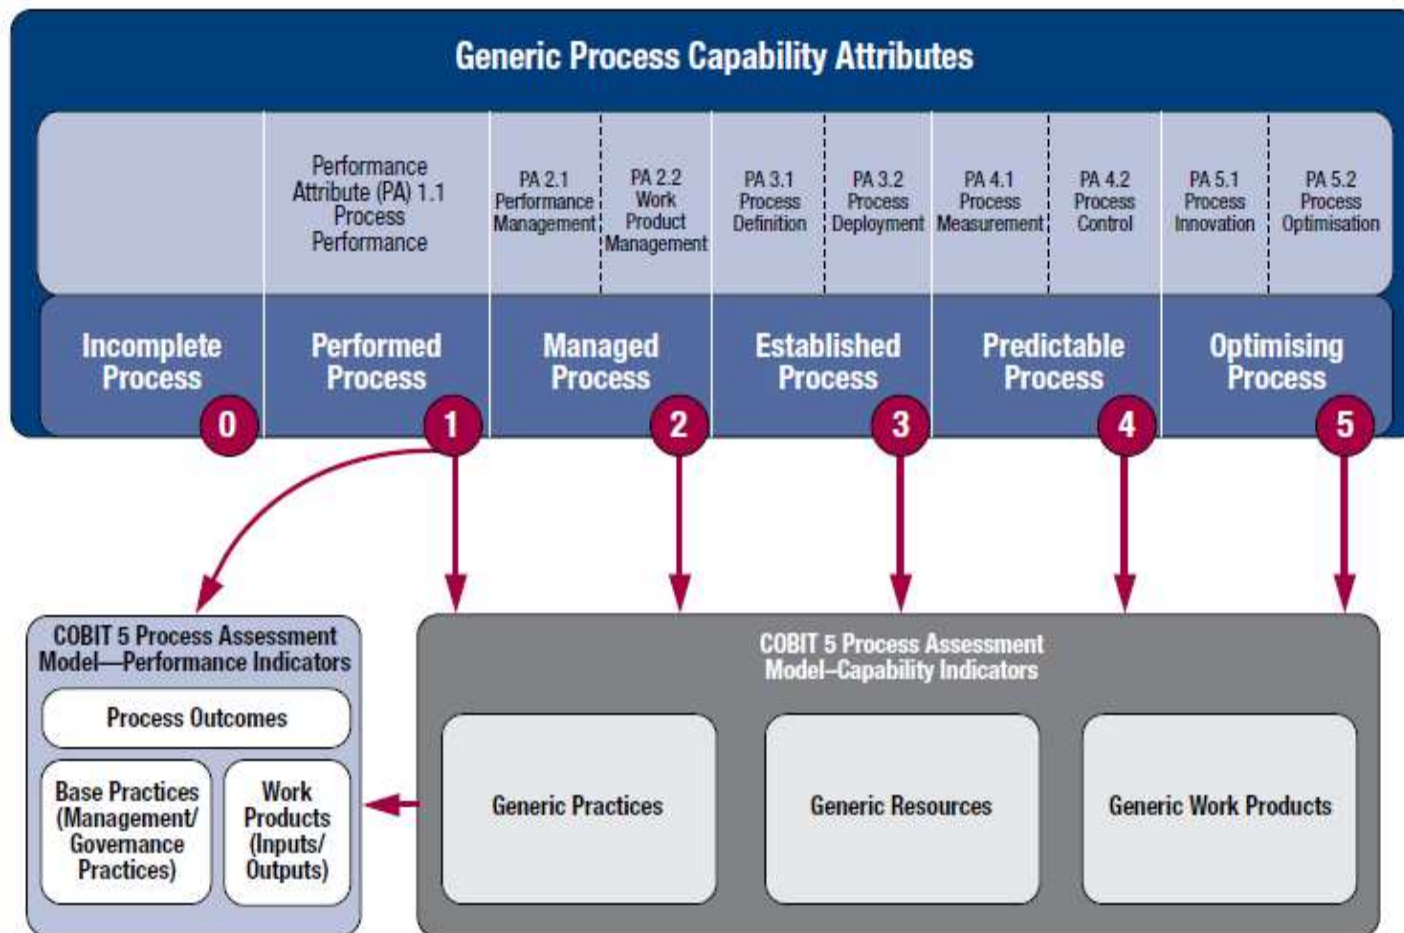 Generic Process Capability Attributes
Performance
Attribute (PA) 1.1
Process
Performance
PA 2.1
Performance
Management
PA 2.2
Work
Product
Management
PA 3.1
Process
Definition
PA 3.2
Process
Deployment
PA 4.1
Process
Measurement
PA 4.2
Process
Control
PA 5.1
Process
Innovation
PA 5.2
Process
Optimisation
Incomplete
Process
0
Performed
Process
1
Managed
Process
2
Established
Process
3
Predictable
Process
4
Optimising
Process
5
COBIT 5 Process Assessment
Model—Performance Indicators
Process Outcomes
Base Practices
(Management/
Governance
Practices)
Work
Products
(Inputs/
Outputs)
COBIT 5 Process Assessment
Model–Capability Indicators
Generic Practices
Generic Resources
Generic Work Products